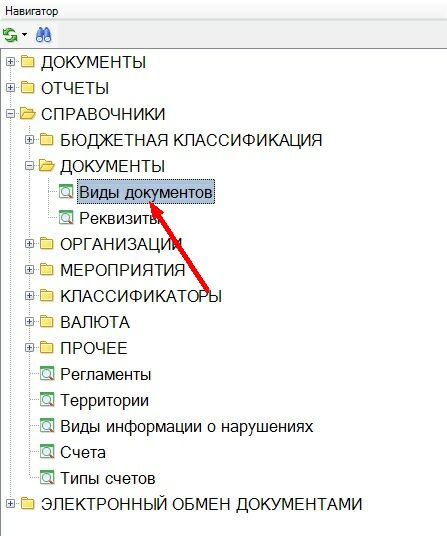 Навигатор
ДОКУМЕНТЫ
ОТЧЕТЫ
СПРАВОЧНИКИ
БЮДЖЕТНАЯ КЛАССИФИКАЦИЯ
ДОКУМЕНТЫ
Виды документов
Реквизиты
ОРГАНИЗАЦИИ
МЕРОПРИЯТИЯ
КЛАССИФИКАТОРЫ
ВАЛЮТА
ПРОЧЕЕ
Регламенты
Территории
Виды информации о нарушениях
Счета
Типы счетов
ЭЛЕКТРОННЫЙ ОБМЕН ДОКУМЕНТАМИ